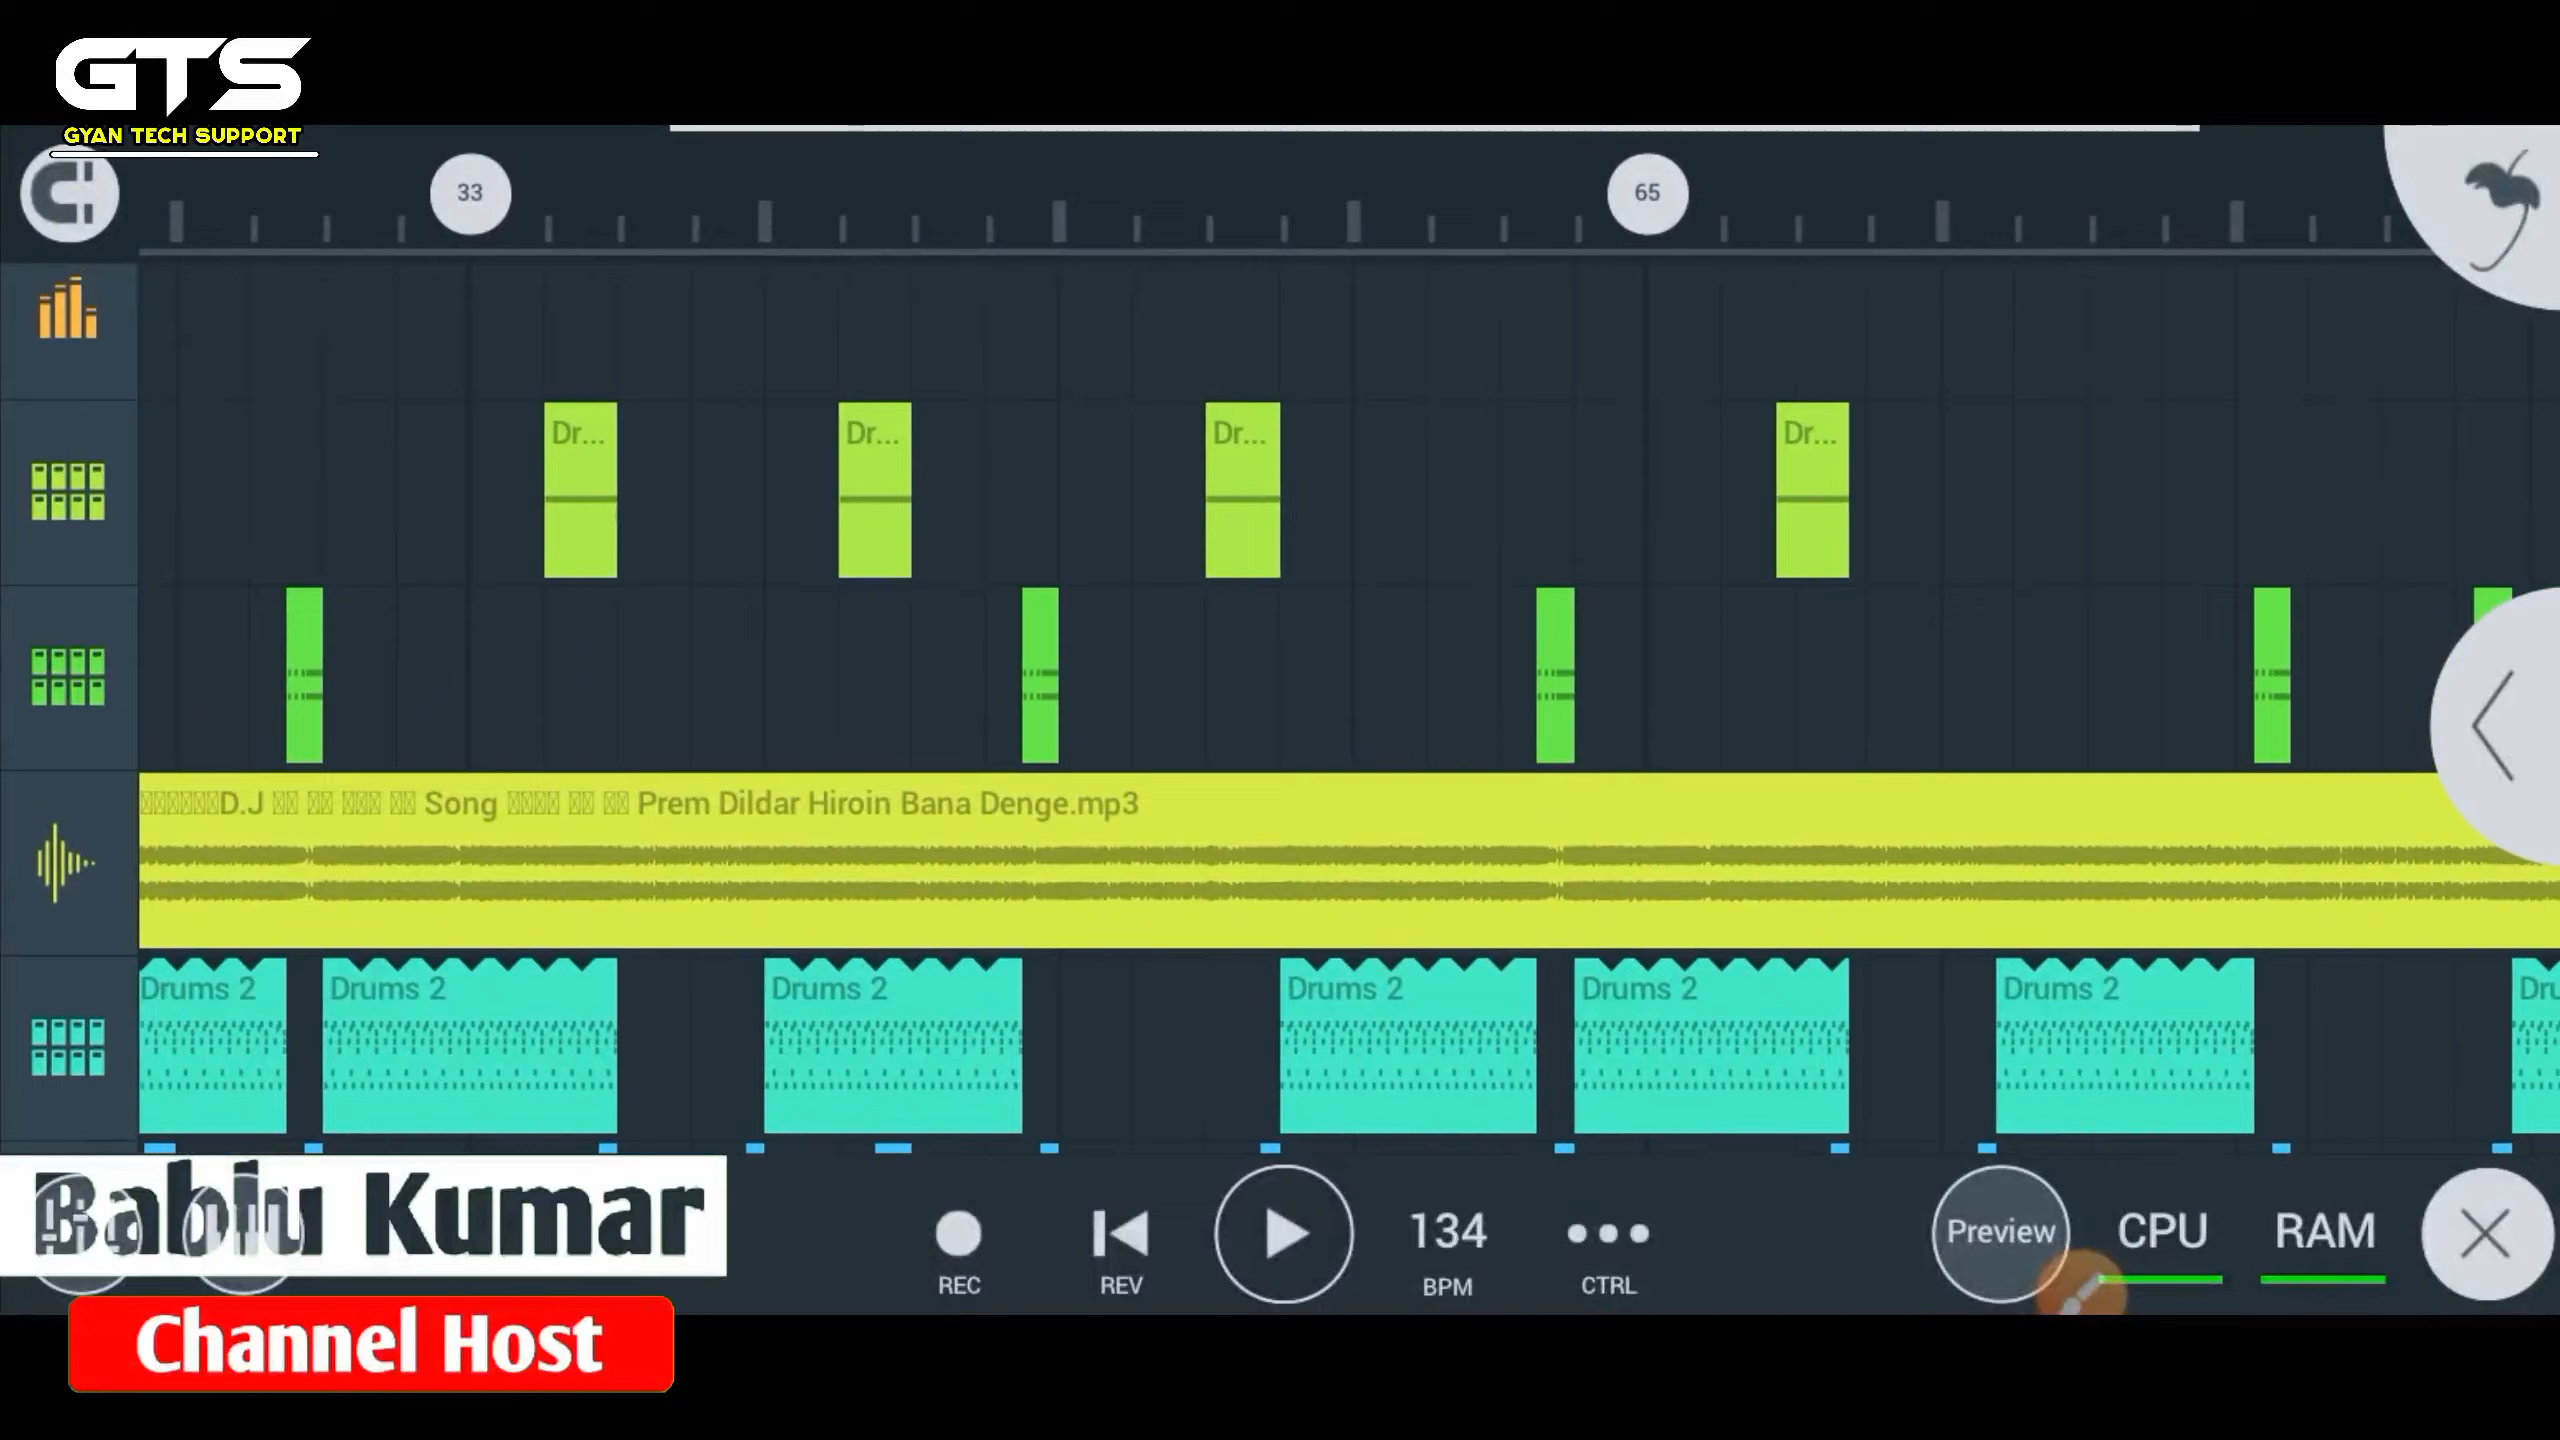 GTS
GYAN TECH SUPPORT
33
65
Dr...
Dr...
Dr...
Dr...
D.J Song Prem Dildar Hiroin Bana Denge.mp3
Drums 2
Drums 2
Drums 2
Drums 2
Drums 2
Drums 2
Dru
Bablu Kumar
Channel Host
REC
REV
134
BPM
CTRL
Preview
CPU
RAM